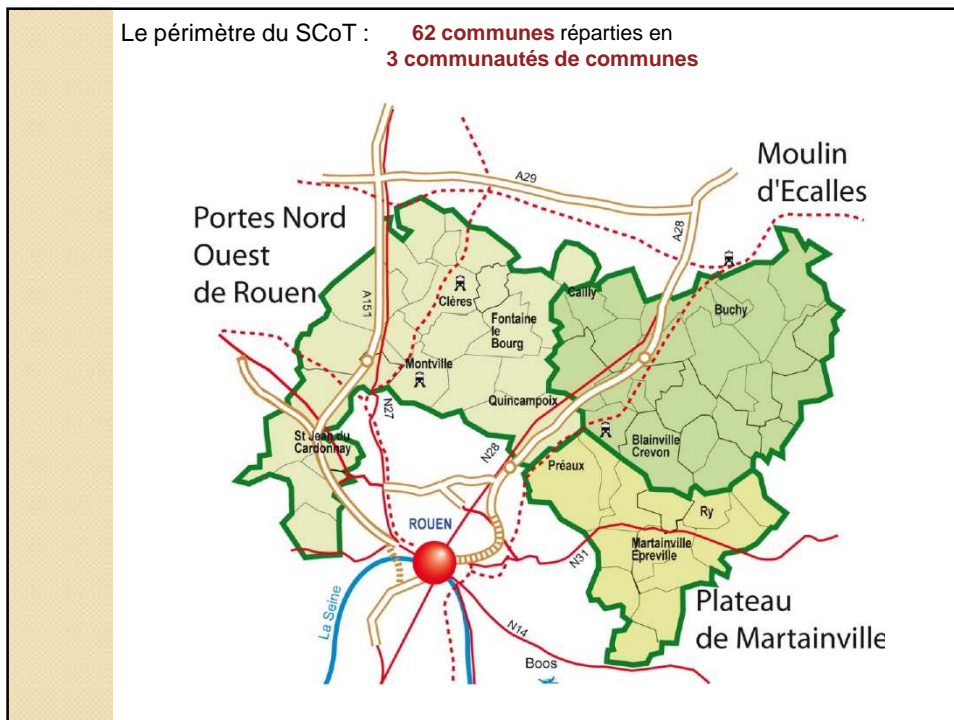 Le périmètre du SCoT : 62 communes réparties en
3 communautés de communes
Moulin
d'Ecalles
A29
Portes Nord
Ouest
de Rouen
A28
A151
Cailly
Clères
Buchy
Fontaine
le
Bourg
Montville
Quincampoix
N27
St Jean du
Cardonnay
Blainville
Crevon
N28
Préaux
Ry
ROUEN
Martainville
Épreville
N31
La Seine
Plateau
de Martainville
N14
Boos